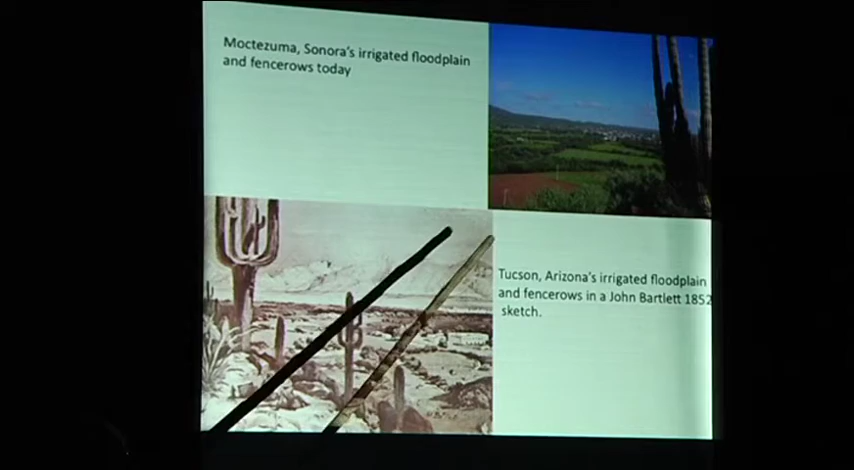 Moctezuma, Sonora's irrigated floodplain
and fencerows today
Tucson, Arizona's irrigated floodplain
and fencerows in a John Bartlett 1852
sketch.